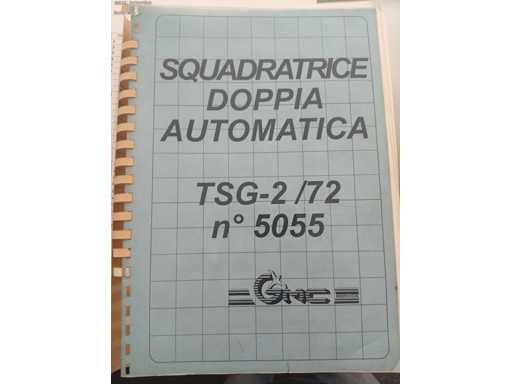 SQUADRATRICE
DOPPIA
AUTOMATICA
TSG-2 /72
n° 5055